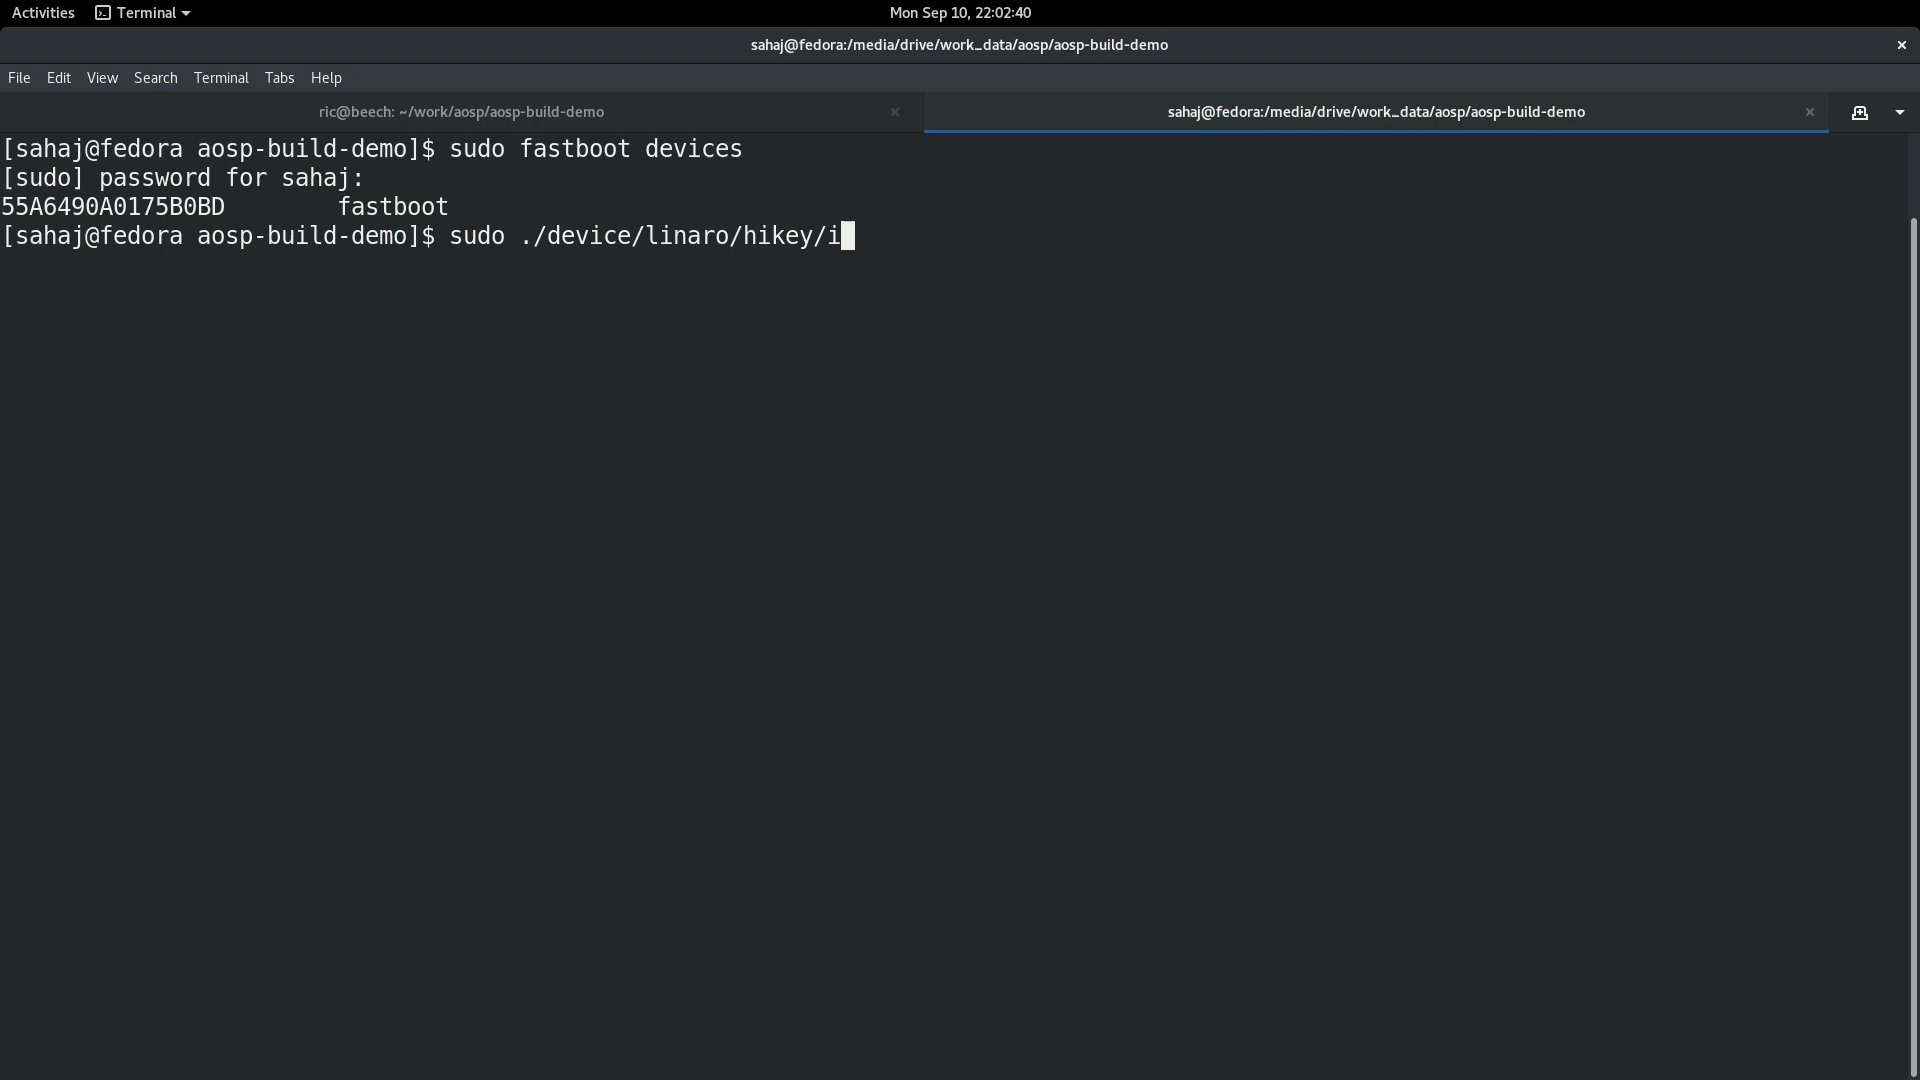 Activities Terminal Mon Sep 10, 22:02:40
sahaj@fedora:/media/drive/work_data/aosp/aosp-build-demo
File Edit View Search Terminal Tabs Help
ric@beech: ~/work/aosp/aosp-build-demo sahaj@fedora:/media/drive/work_data/aosp/aosp-build-demo
[sahaj@fedora aosp-build-demo]$ sudo fastboot devices
[sudo] password for sahaj:
55A6490A0175B0BD fastboot
[sahaj@fedora aosp-build-demo]$ sudo ./device/linaro/hikey/i